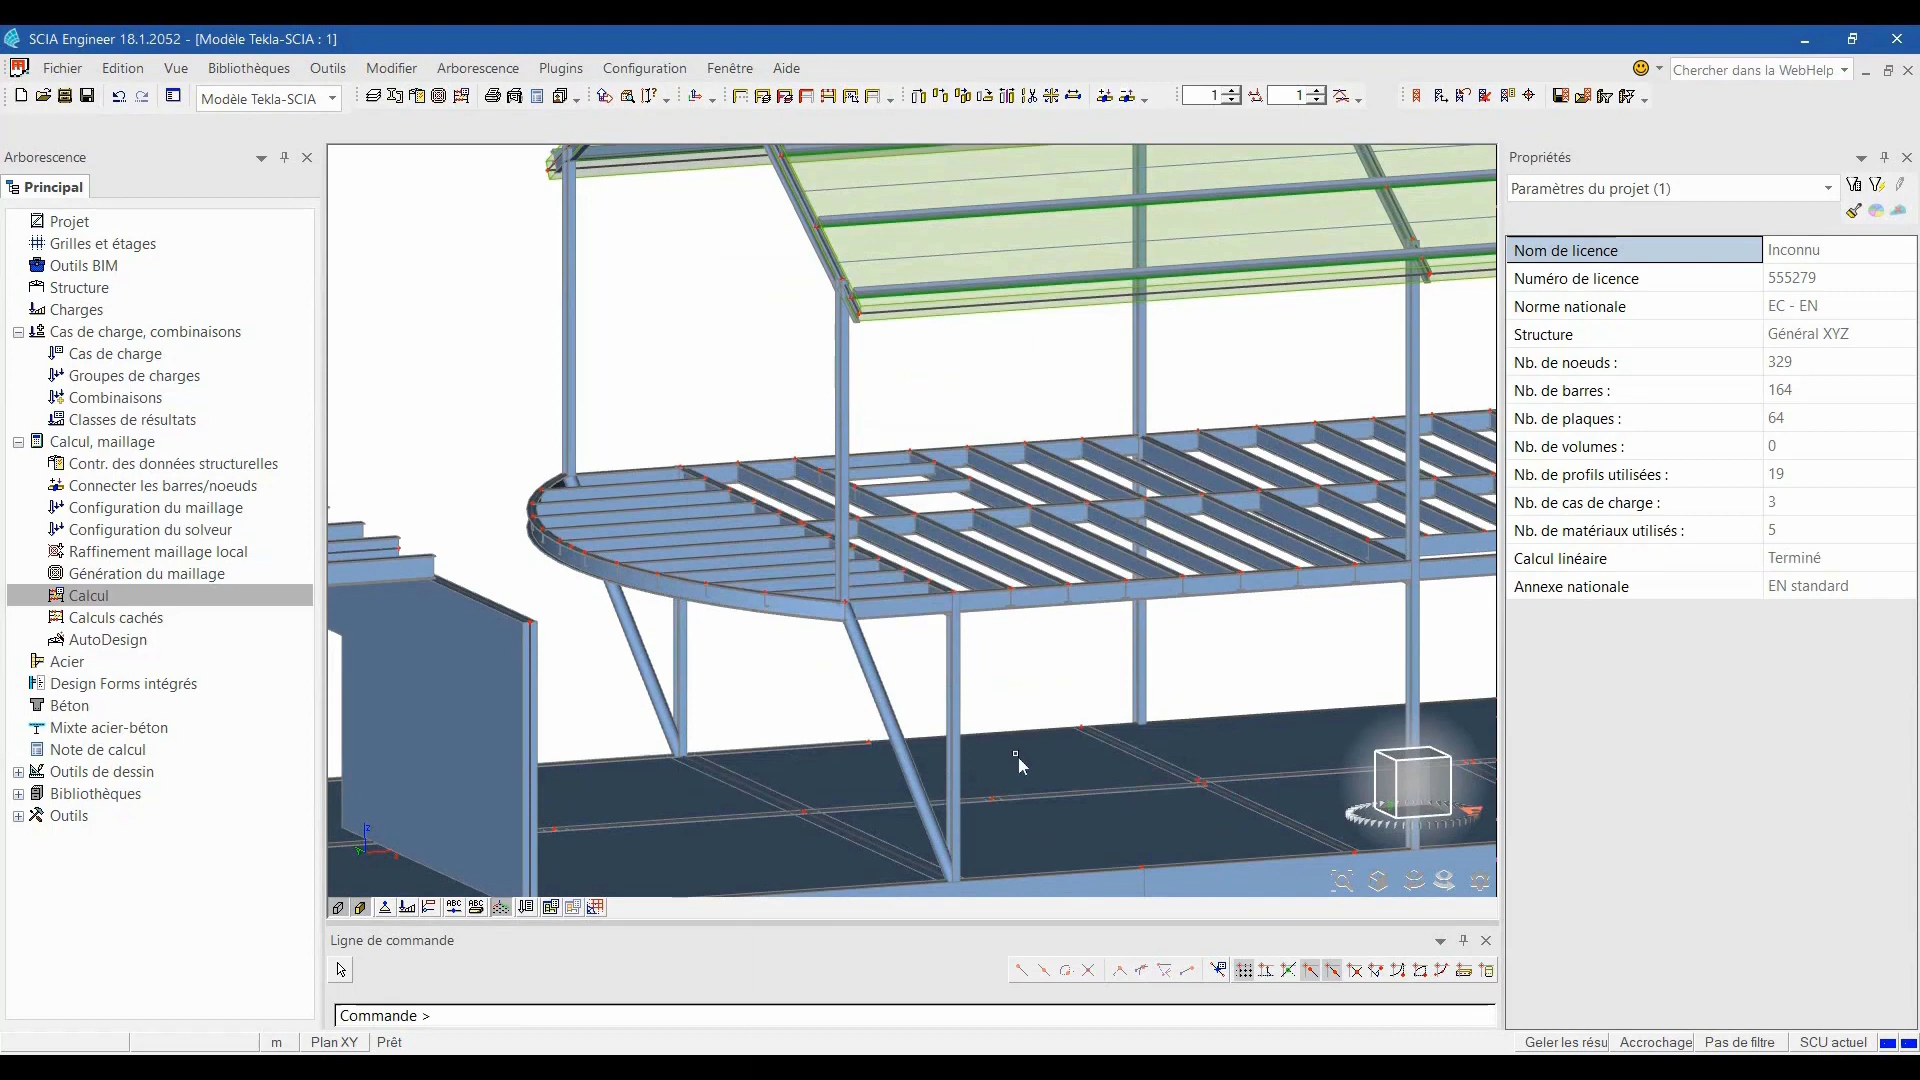 SCIA Engineer 18.1.2052 - [Modèle Tekla-SCIA : 1]
Fichier Edition Vue Bibliothèques Outils Modifier Arborescence Plugins Configuration Fenêtre Aide
Chercher dans la WebHelp
Modèle Tekla-SCIA
1 1
Arborescence
Principal
Projet
Grilles et étages
Outils BIM
Structure
Charges
Cas de charge, combinaisons
Cas de charge
Groupes de charges
Combinaisons
Classes de résultats
Calcul, maillage
Contr. des données structurelles
Connecter les barres/noeuds
Configuration du maillage
Configuration du solveur
Raffinement maillage local
Génération du maillage
Calcul
Calculs cachés
AutoDesign
Acier
Design Forms intégrés
Béton
Mixte acier-béton
Note de calcul
Outils de dessin
Bibliothèques
Outils
z
ABC ABC
Ligne de commande
Commande >
m Plan XY Prêt
Propriétés
Paramètres du projet (1)
Nom de licence Inconnu
Numéro de licence 555279
Norme nationale EC - EN
Structure Général XYZ
Nb. de noeuds : 329
Nb. de barres : 164
Nb. de plaques : 64
Nb. de volumes : 0
Nb. de profils utilisées : 19
Nb. de cas de charge : 3
Nb. de matériaux utilisés : 5
Calcul linéaire Terminé
Annexe nationale EN standard
Geler les résu Accrochage Pas de filtre SCU actuel